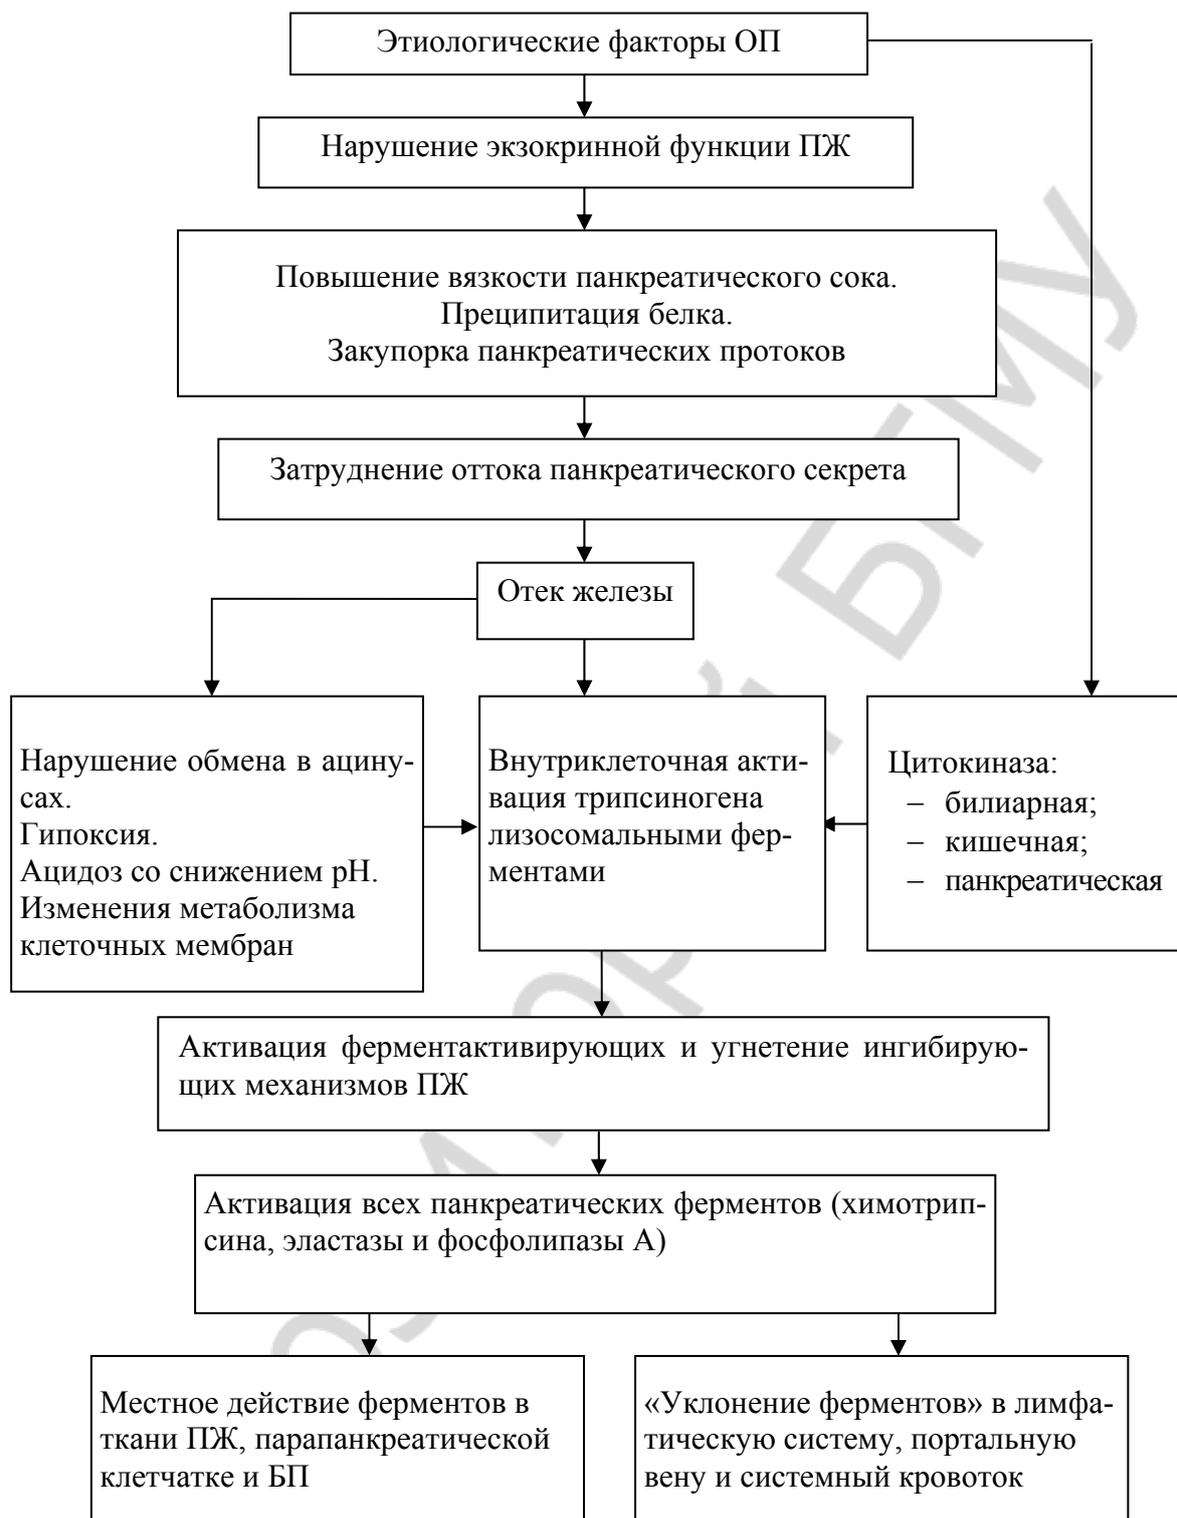 Этиологические факторы ОП
Нарушение экзокринной функции ПЖ
Повышение вязкости панкреатического сока.
Преципитация белка.
Закупорка панкреатических протоков
Затруднение оттока панкреатического секрета
Отек железы
Нарушение обмена в ацину-
сах.
Гипоксия.
Ацидоз со снижением pH.
Изменения метаболизма
клеточных мембран
Внутриклеточная акти-
вация трипсиногена
лизосомальными фер-
ментами
Цитокиназа:
– билиарная;
– кишечная;
– панкреатическая
Активация ферментактивирующих и угнетение ингибирую-
щих механизмов ПЖ
Активация всех панкреатических ферментов (химотрип-
сина, эластазы и фосфолипазы А)
Местное действие ферментов в
ткани ПЖ, парапанкреатической
клетчатке и БП
«Уклонение ферментов» в лимфа-
тическую систему, портальную
вену и системный кровоток
БГМУ